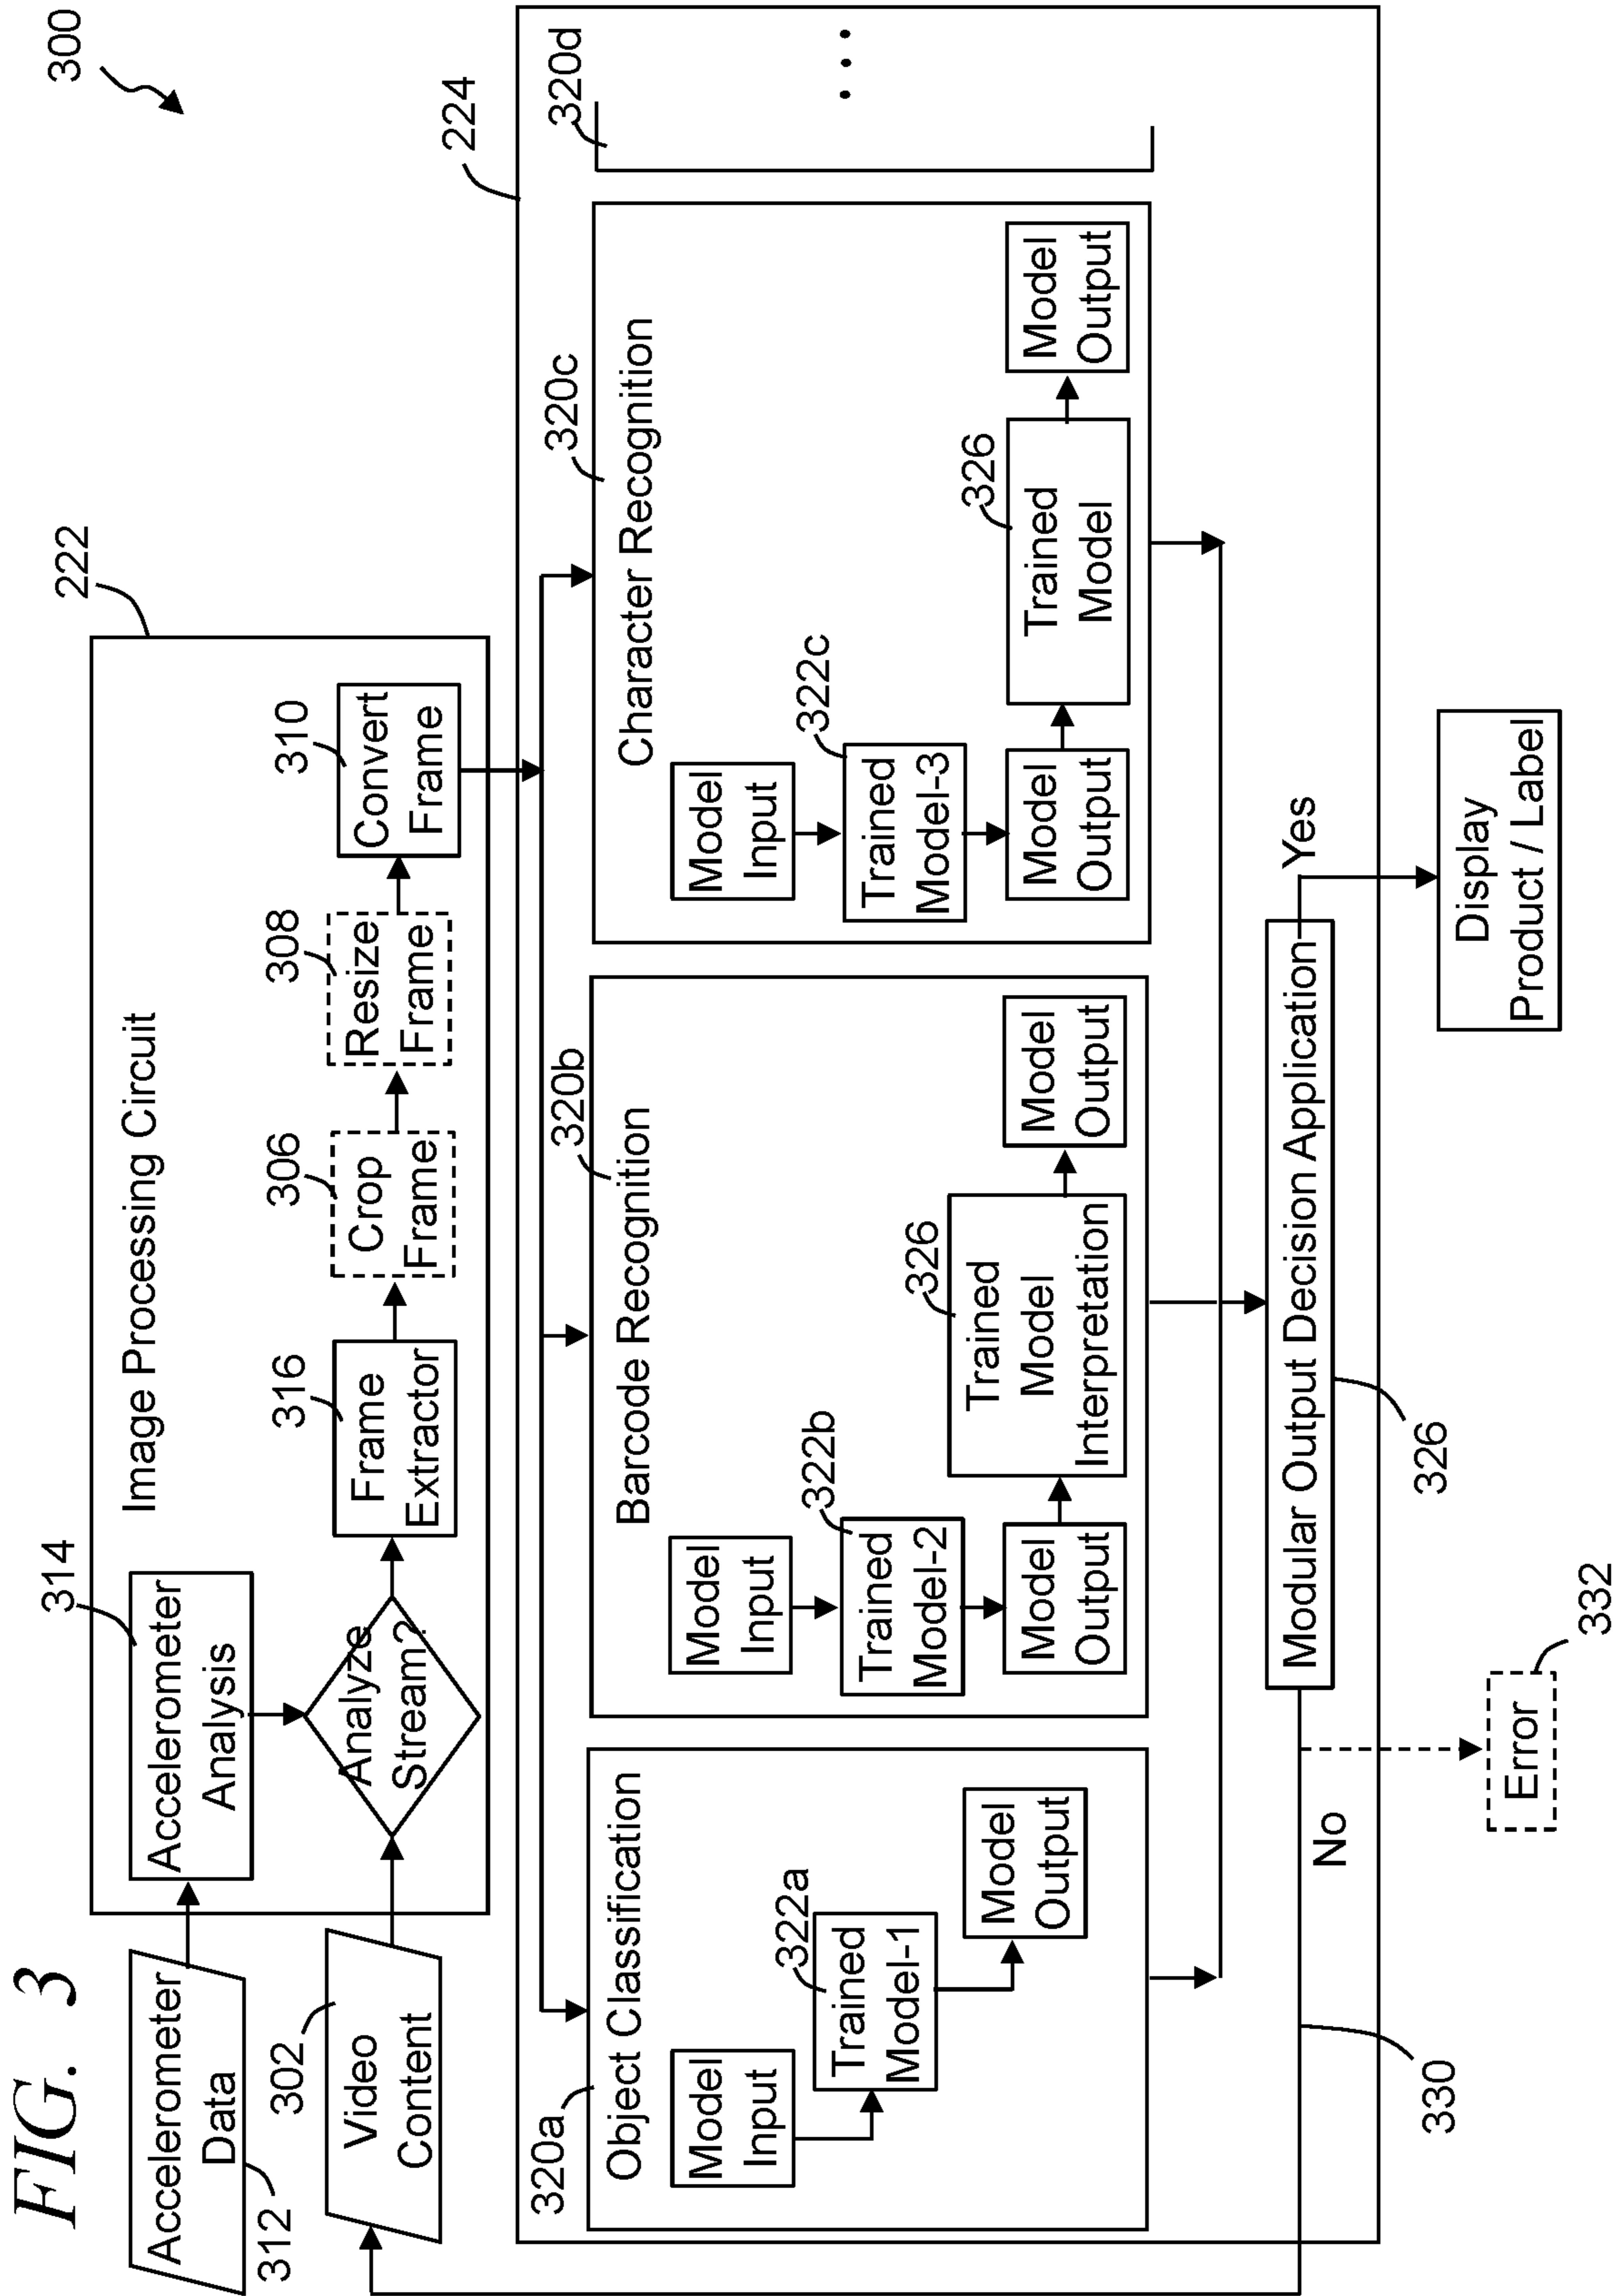 FIG. 3
300
Accelerometer
Data
312
302
Video
Content
222
Image Processing Circuit
314
Accelerometer
Analysis
Analyze
Stream?
316
Frame
Extractor
306
Crop
Frame
308
Resize
Frame
310
Convert
Frame
224
320a
Object Classification
Model
Input
322a
Trained
Model-1
Model
Output
320b
Barcode Recognition
Model
Input
322b
Trained
Model-2
Model
Output
326
Trained
Model
Interpretation
Model
Output
320c
Character Recognition
Model
Input
322c
Trained
Model-3
Model
Output
326
Trained
Model
Model
Output
320d
...
Modular Output Decision Application
326
No
Yes
330
Error
332
Display
Product / Label